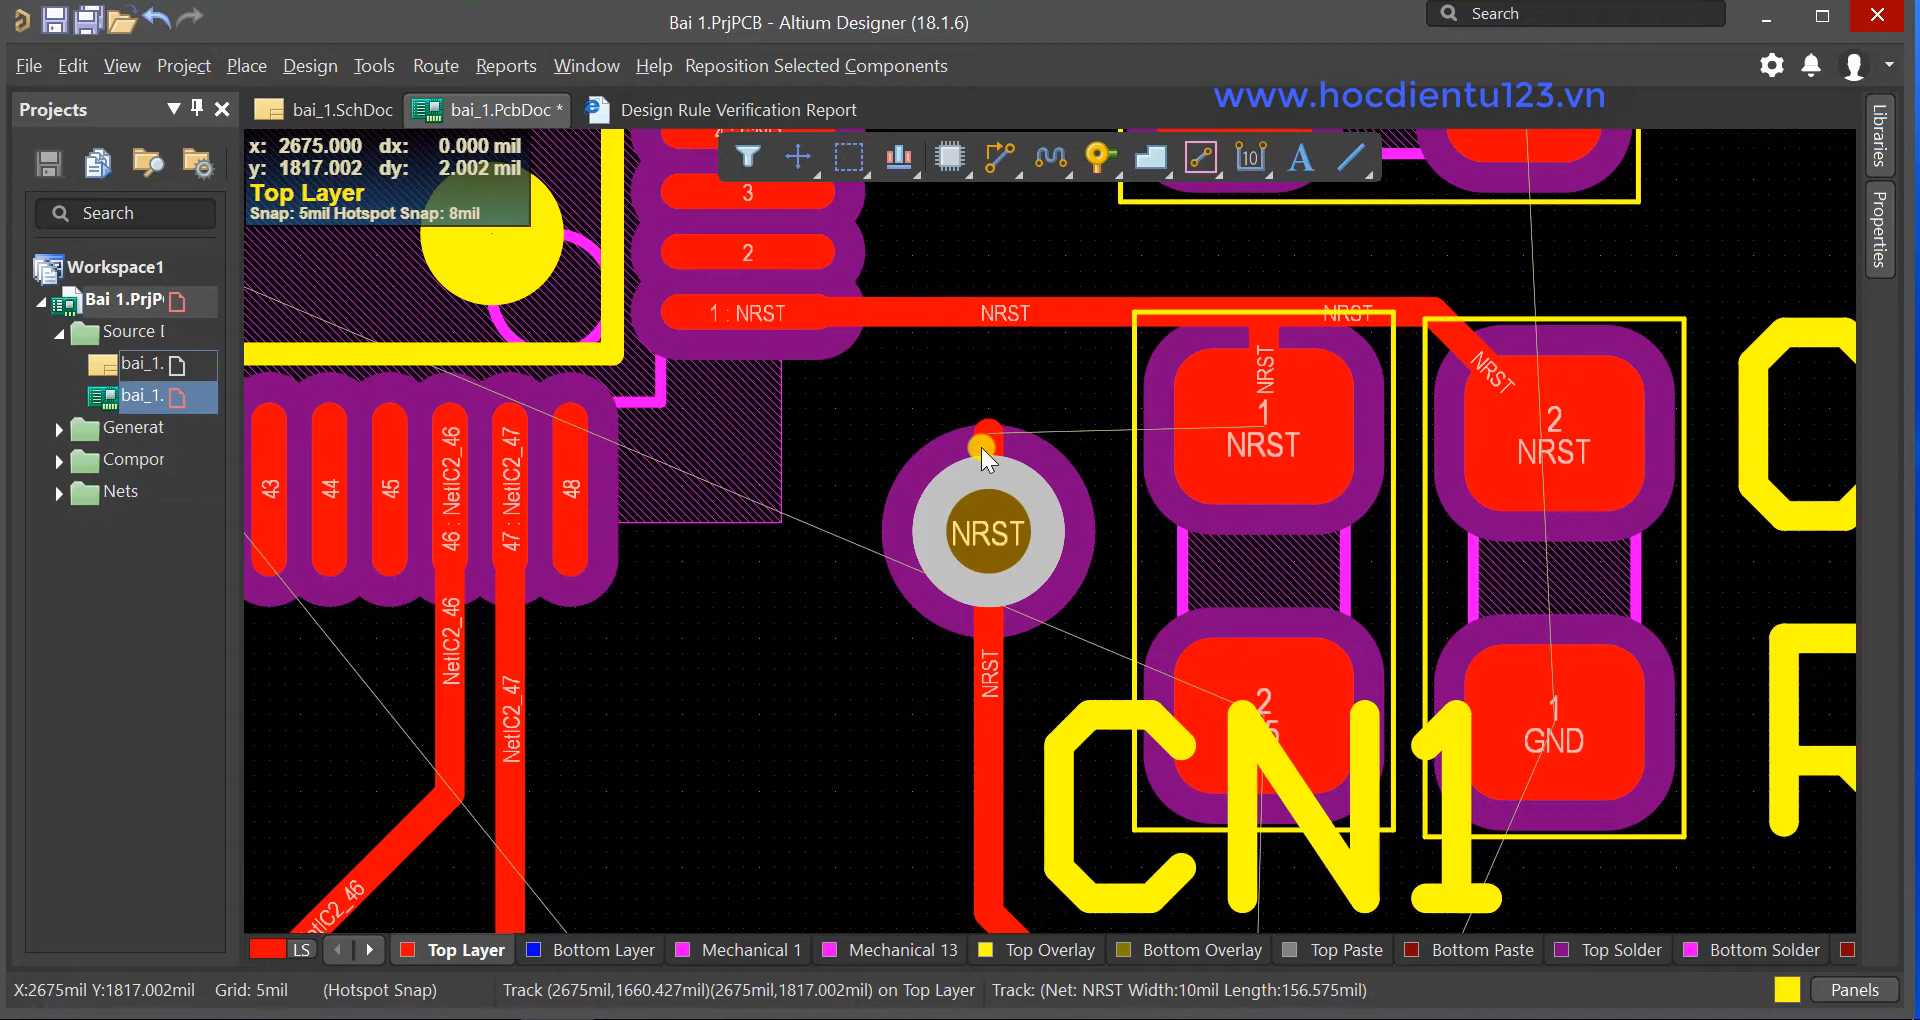 Bai 1.PrjPCB - Altium Designer (18.1.6)
Search
File Edit View Project Place Design Tools Route Reports Window Help Reposition Selected Components
www.hocdientu123.vn
Projects
bai_1.SchDoc
bai_1.PcbDoc *
Design Rule Verification Report
x: 2675.000 dx: 0.000 mil
y: 1817.002 dy: 2.002 mil
Top Layer
Snap: 5mil Hotspot Snap: 8mil
Search
Workspace1
Bai 1.PrjP
Source
bai_1.
bai_1.
Generat
Compor
Nets
3
2
1 : NRST
NRST
NRST
NRST
NRST
1
NRST
2
NRST
43
44
45
46 : NetIC2_46
47 : NetIC2_47
48
NRST
NetIC2_46
NetIC2_47
NetIC2_46
NRST
2
1
GND
CN1
10
A
Libraries
Properties
LS
Top Layer
Bottom Layer
Mechanical 1
Mechanical 13
Top Overlay
Bottom Overlay
Top Paste
Bottom Paste
Top Solder
Bottom Solder
X:2675mil Y:1817.002mil Grid: 5mil (Hotspot Snap) Track (2675mil,1660.427mil)(2675mil,1817.002mil) on Top Layer Track: (Net: NRST Width:10mil Length:156.575mil)
Panels